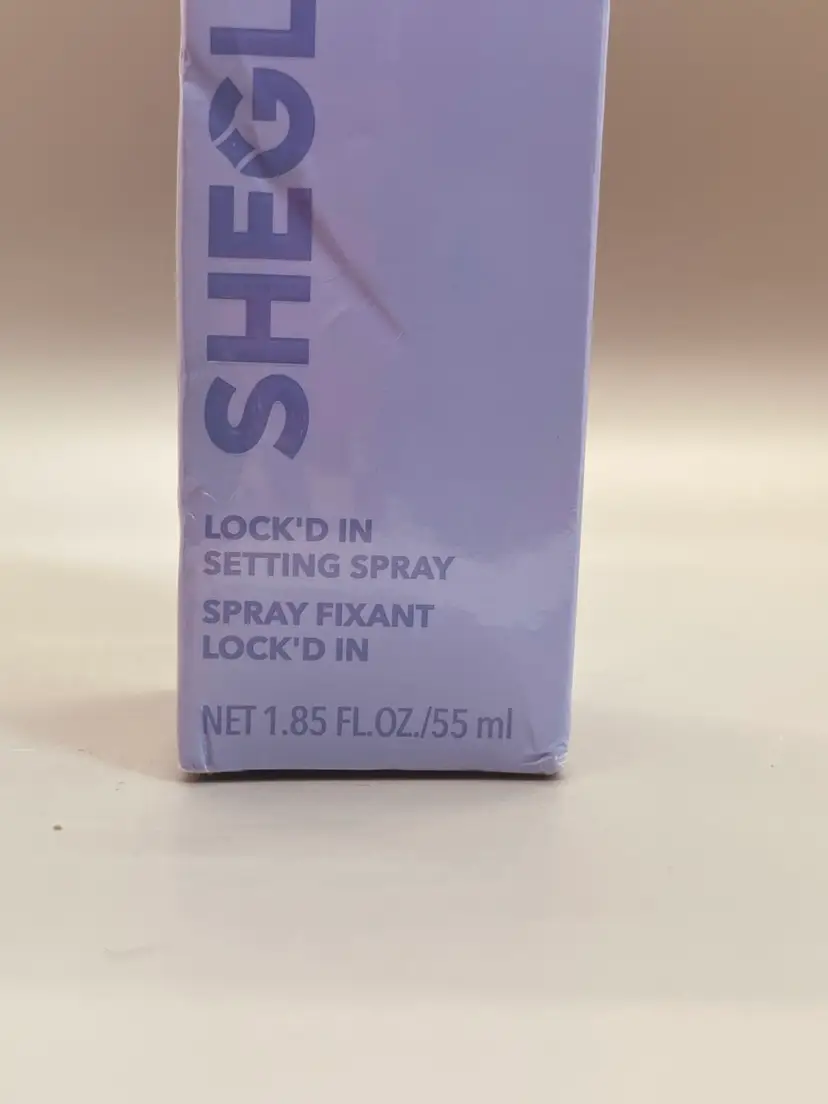 SHEGL
LOCK'D IN
SETTING SPRAY
SPRAY FIXANT
LOCK'D IN
NET 1.85 FL.OZ./55 ml